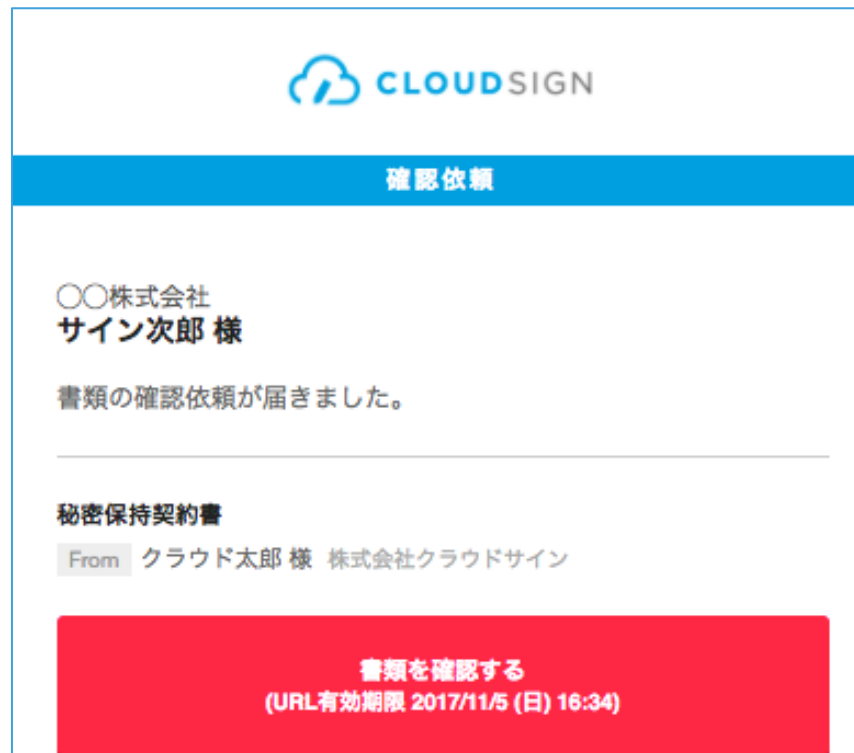 CLOUDSIGN
確認依頼
○○株式会社
サイン次郎 様
書類の確認依頼が届きました。
秘密保持契約書
From クラウド太郎 様 株式会社クラウドサイン
書類を確認する
(URL有効期限 2017/11/5 (日) 16:34)